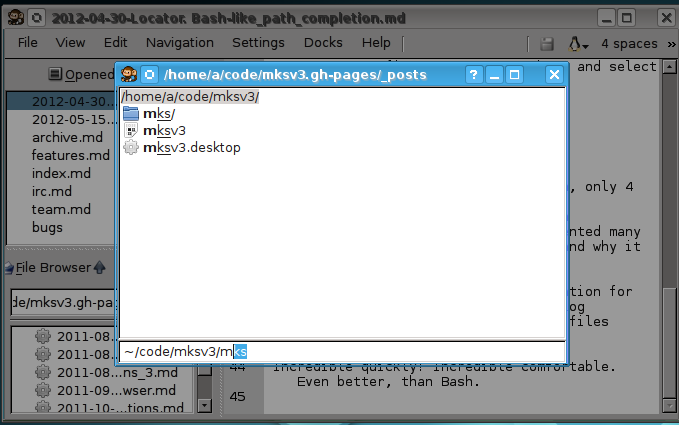 2012-04-30-Locator. Bash-like_path_completion.md
File View Edit Navigation Settings Docks Help 4 spaces »
Opened and select
/home/a/code/mksv3.gh-pages/_posts ?
/home/a/code/mksv3/
mks/
mksv3
mksv3.desktop
~/code/mksv3/mks
2012-04-30...
2012-05-15...
archive.md
features.md
index.md
irc.md
team.md
bugs
, only 4
nted many
nd why it
File Browser
de/mksv3.gh-pag
tion for
og
files
2011-08...
2011-08...
2011-08...ns_3.md
2011-09...wser.md
2011-10-...tions.md
44 Incredible quickly! Incredible comfortable.
Even better, than Bash.
45